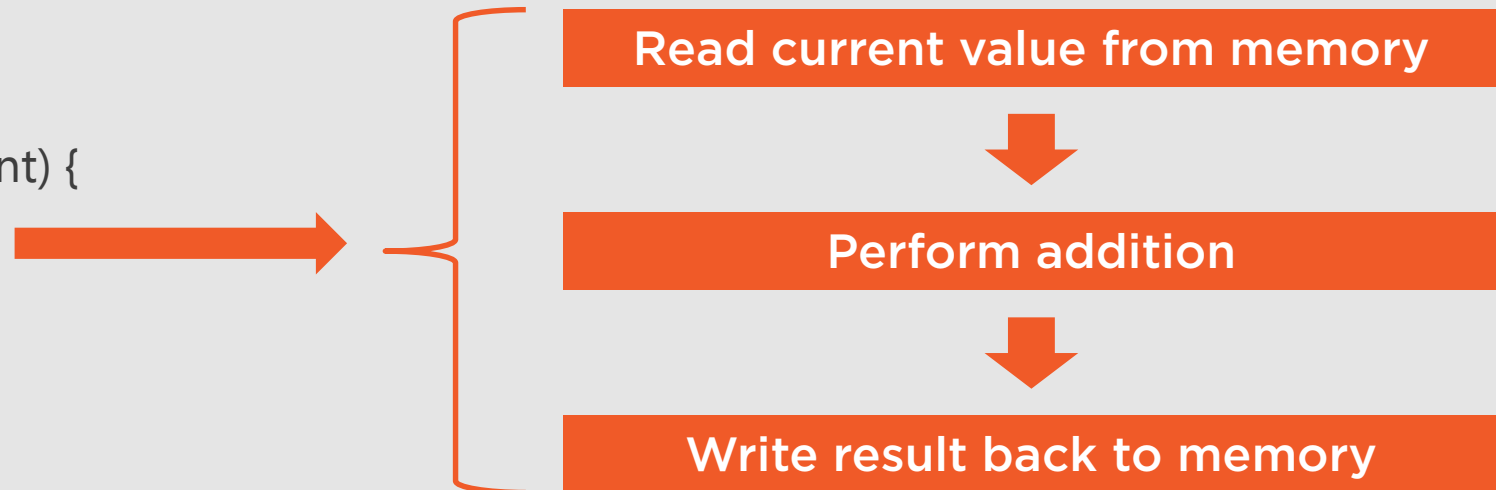 Read current value from memory
nt) {
Perform addition
Write result back to memory